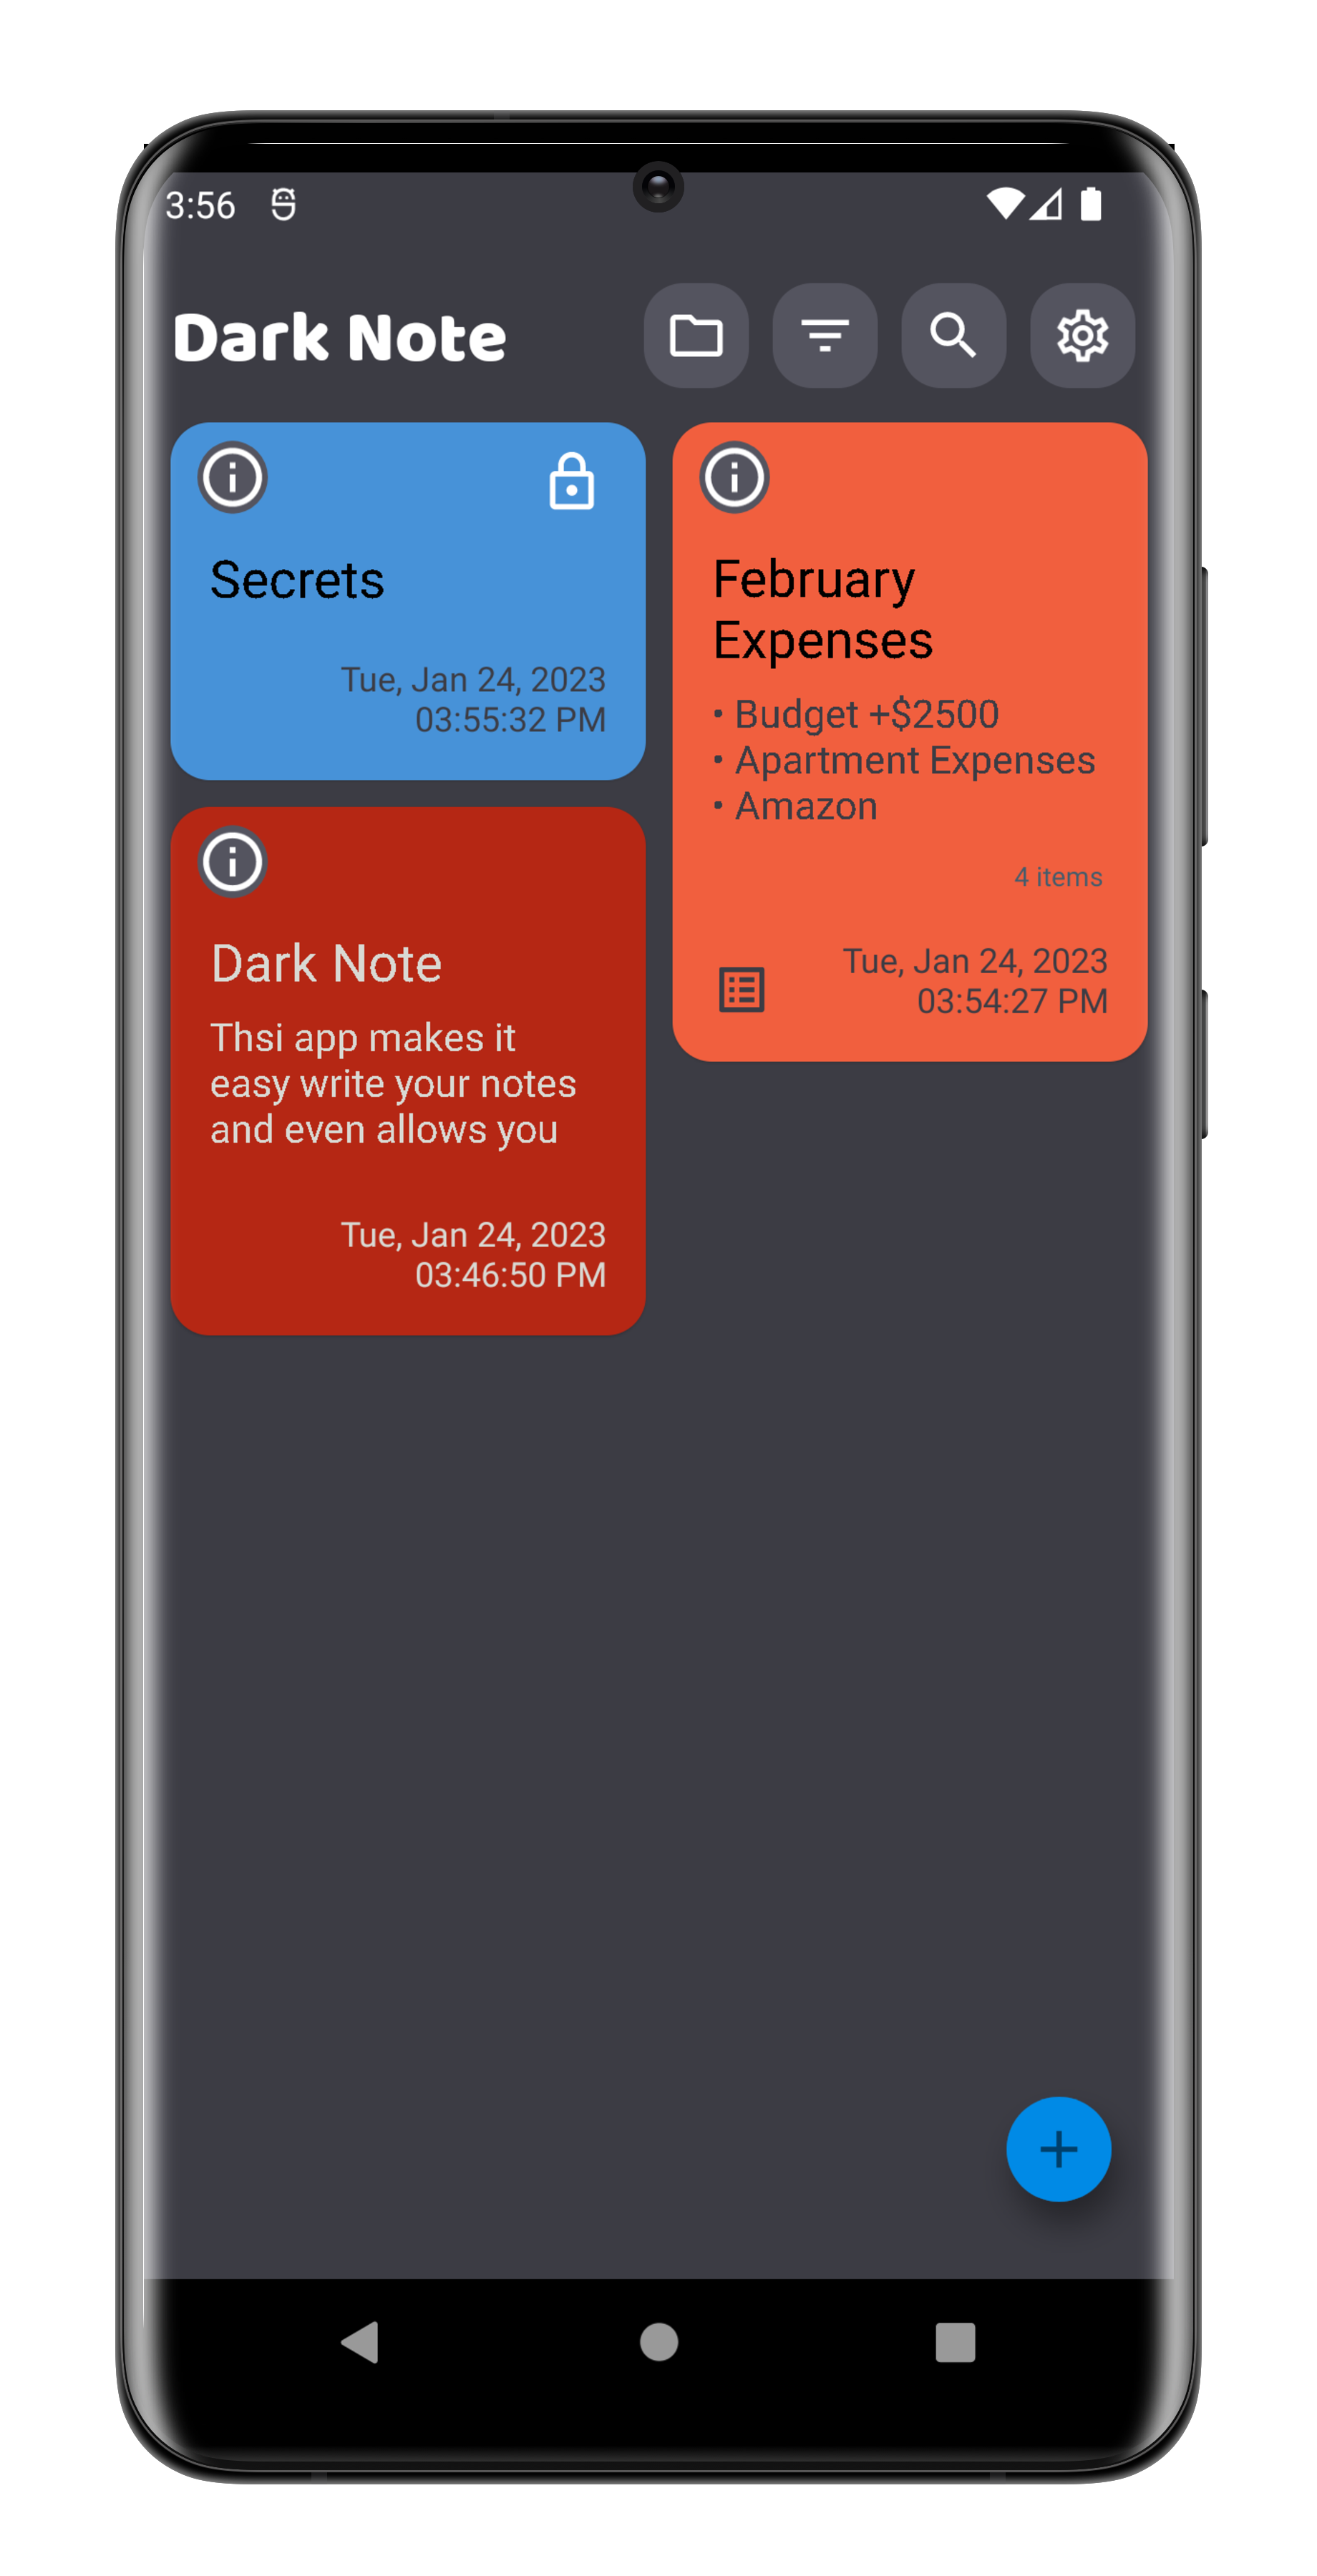 3:56
Dark Note
Secrets
Tue, Jan 24, 2023
03:55:32 PM
February
Expenses
• Budget +$2500
• Apartment Expenses
• Amazon
4 items
Tue, Jan 24, 2023
03:54:27 PM
Dark Note
Thsi app makes it
easy write your notes
and even allows you
Tue, Jan 24, 2023
03:46:50 PM